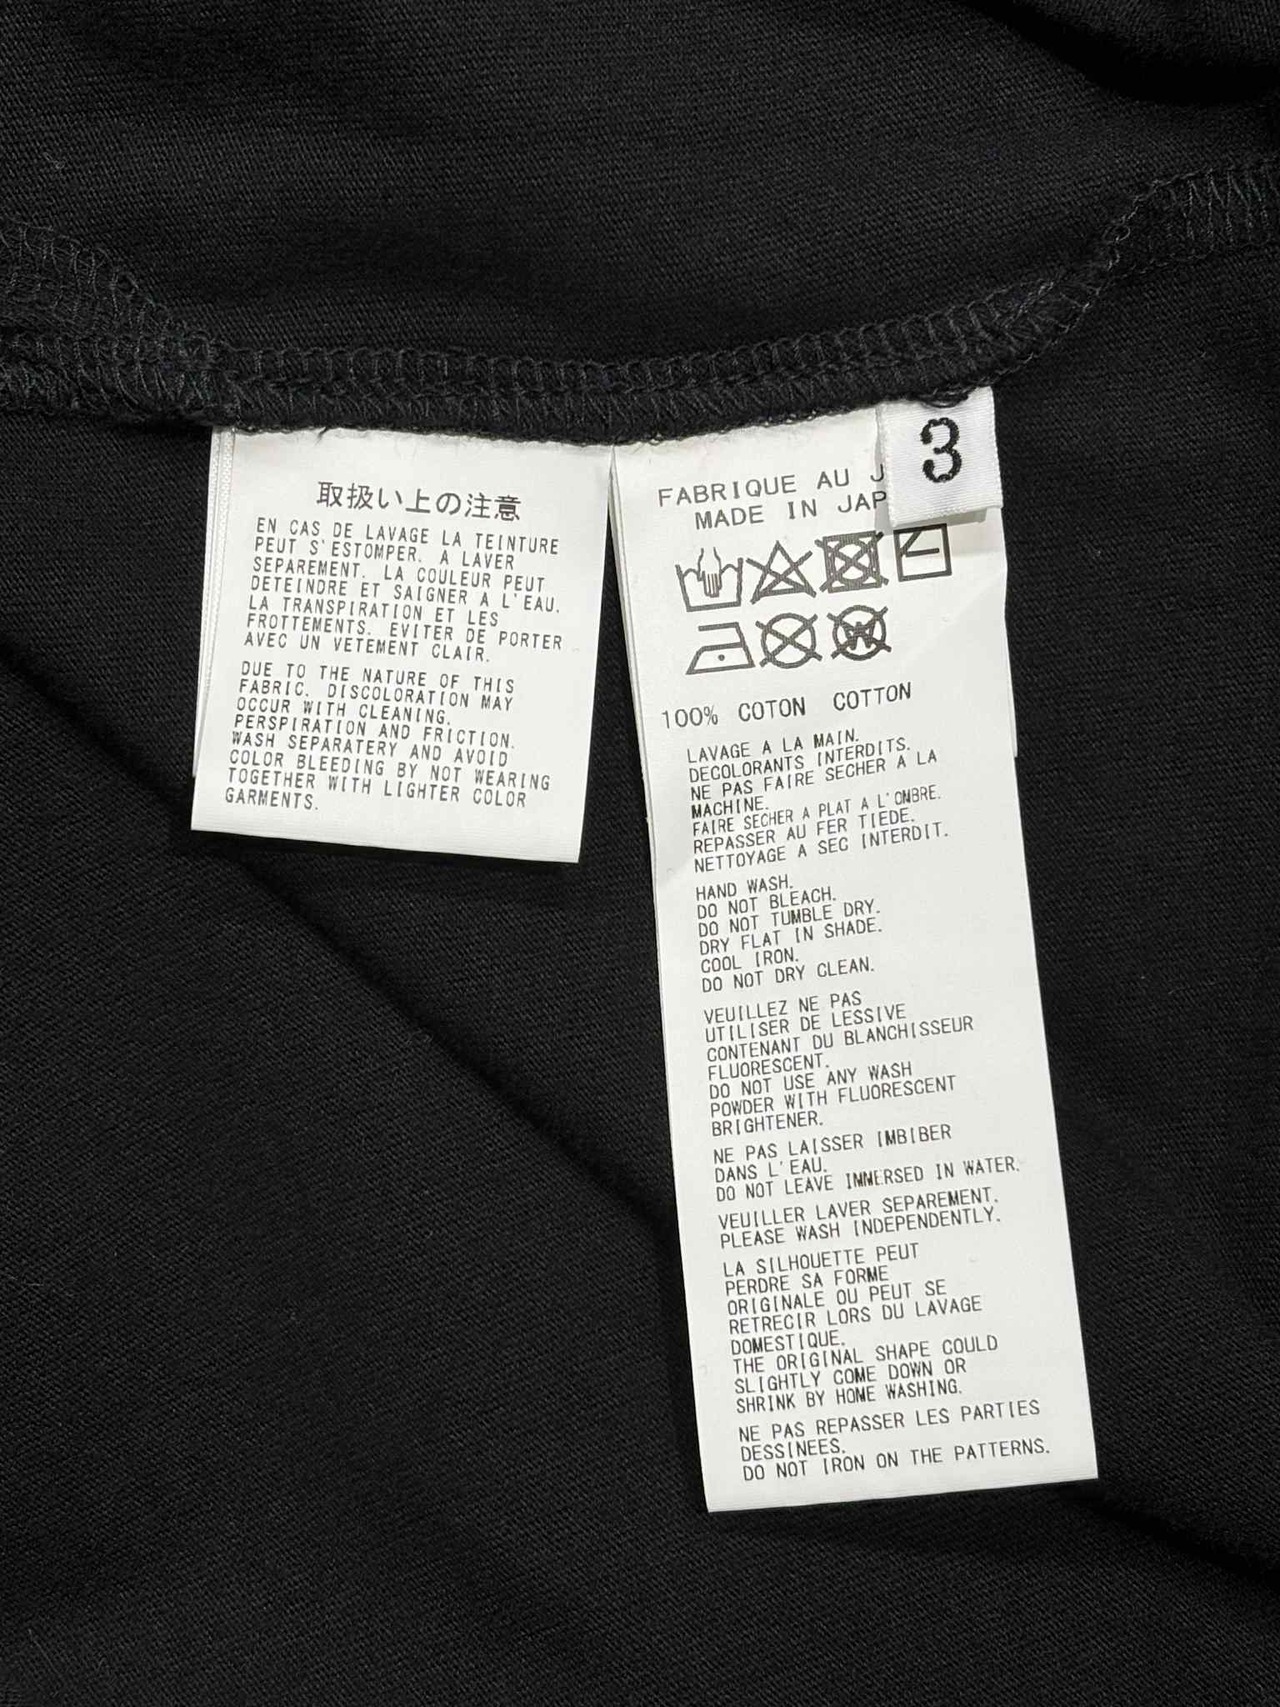 取扱い上の注意
EN CAS DE LAVAGE LA TEINTURE
PEUT S'ESTOMPER. A LAVER
SEPAREMENT. LA COULEUR PEUT
DETEINDRE ET SAIGNER A L'EAU.
LA TRANSPIRATION ET LES
FROTTEMENTS. EVITER DE PORTER
AVEC UN VETEMENT CLAIR.
DUE TO THE NATURE OF THIS
FABRIC. DISCOLORATION MAY
OCCUR WITH CLEANING.
PERSPIRATION AND FRICTION.
WASH SEPARATERY AND AVOID
COLOR BLEEDING BY NOT WEARING
TOGETHER WITH LIGHTER COLOR
GARMENTS.
3
FABRIQUE AU J
MADE IN JAP
W
100% COTON COTTON
LAVAGE A LA MAIN.
DECOLORANTS INTERDITS.
NE PAS FAIRE SECHER A LA
MACHINE.
FAIRE SECHER A PLAT A L'OMBRE.
REPASSER AU FER TIEDE.
NETTOYAGE A SEC INTERDIT.
HAND WASH.
DO NOT BLEACH.
DO NOT TUMBLE DRY.
DRY FLAT IN SHADE.
COOL IRON.
DO NOT DRY CLEAN.
VEUILLEZ NE PAS
UTILISER DE LESSIVE
CONTENANT DU BLANCHISSEUR
FLUORESCENT.
DO NOT USE ANY WASH
POWDER WITH FLUORESCENT
BRIGHTENER.
NE PAS LAISSER IMBIBER
DANS L'EAU.
DO NOT LEAVE IMMERSED IN WATER.
VEUILLER LAVER SEPAREMENT.
PLEASE WASH INDEPENDENTLY.
LA SILHOUETTE PEUT
PERDRE SA FORME
ORIGINALE OU PEUT SE
RETRECIR LORS DU LAVAGE
DOMESTIQUE.
THE ORIGINAL SHAPE COULD
SLIGHTLY COME DOWN OR
SHRINK BY HOME WASHING.
NE PAS REPASSER LES PARTIES
DESSINEES.
DO NOT IRON ON THE PATTERNS.